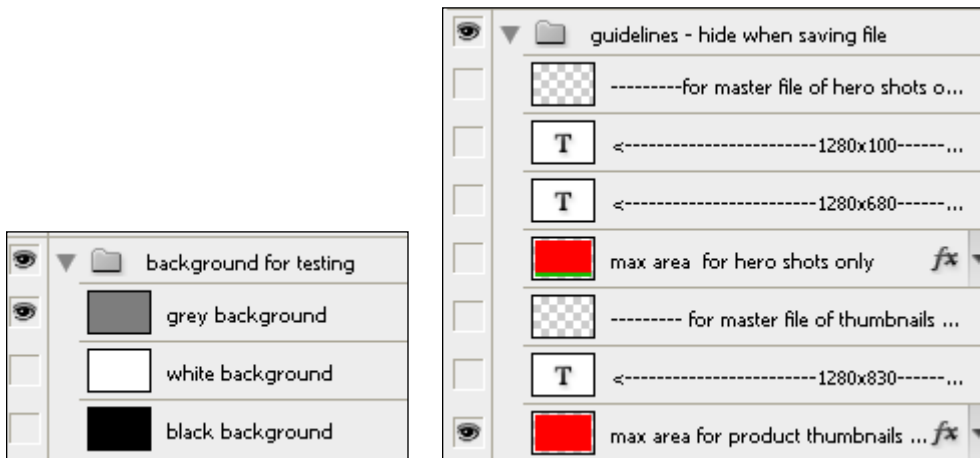 background for testing
grey background
white background
black background
guidelines - hide when saving file
---------for master file of hero shots o...
T <-------------------------1280x100------...
T <-------------------------1280x680------...
max area for hero shots only fx
--------- for master file of thumbnails ...
T <-------------------------1280x830------...
max area for product thumbnails ... fx